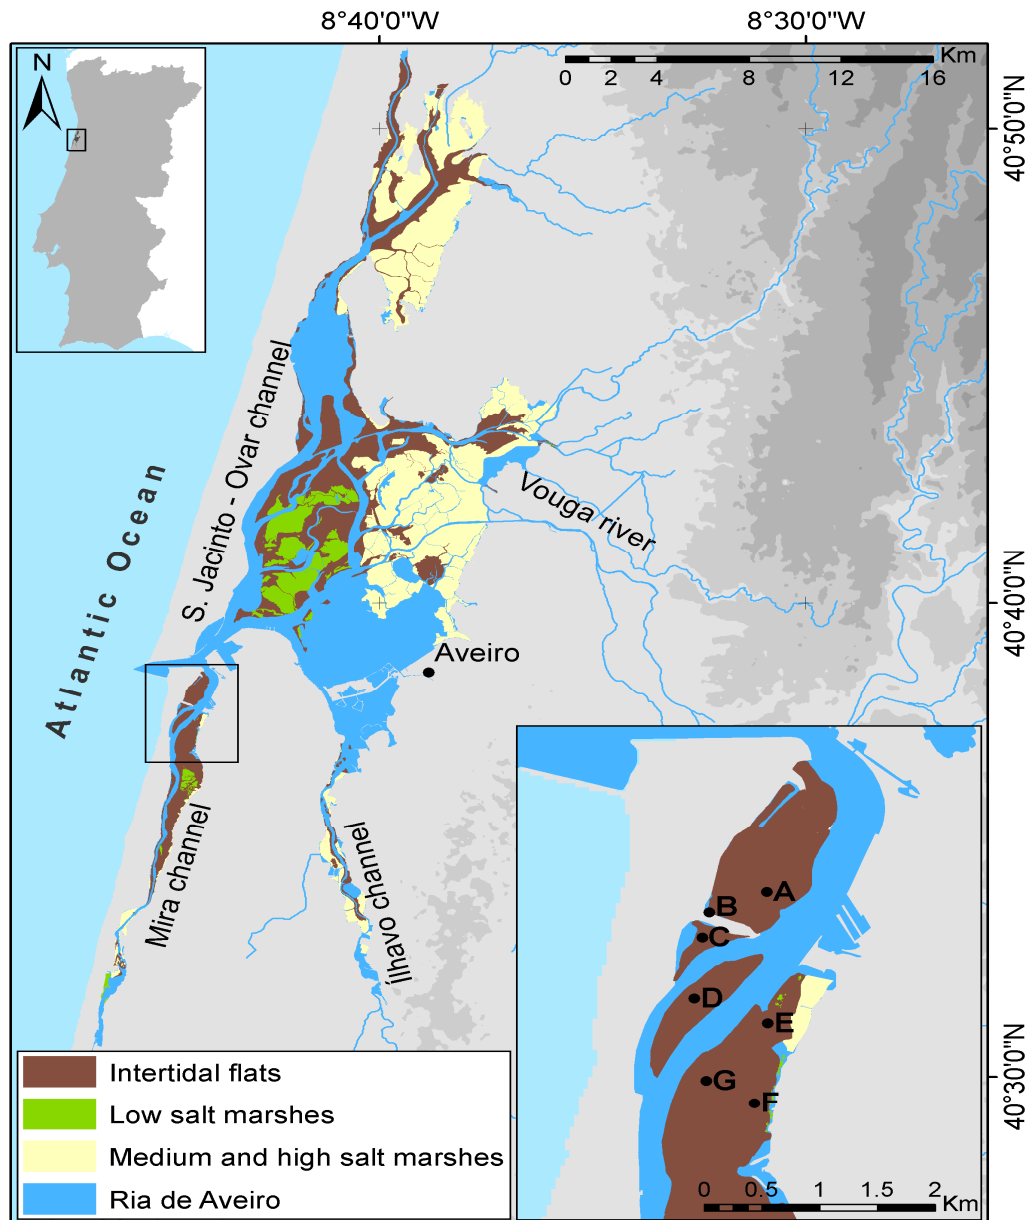 8°40'0"W
8°30'0"W
N
Km
0 2 4 8 12 16
40°50'0"N
S. Jacinto - Ovar channel
Vouga river
Atlantic Ocean
40°40'0"N
Aveiro
Mira channel
Ílhavo channel
A
B
C
D
E
G
F
40°30'0"N
0 0.5 1 1.5 2
Km
Intertidal flats
Low salt marshes
Medium and high salt marshes
Ria de Aveiro